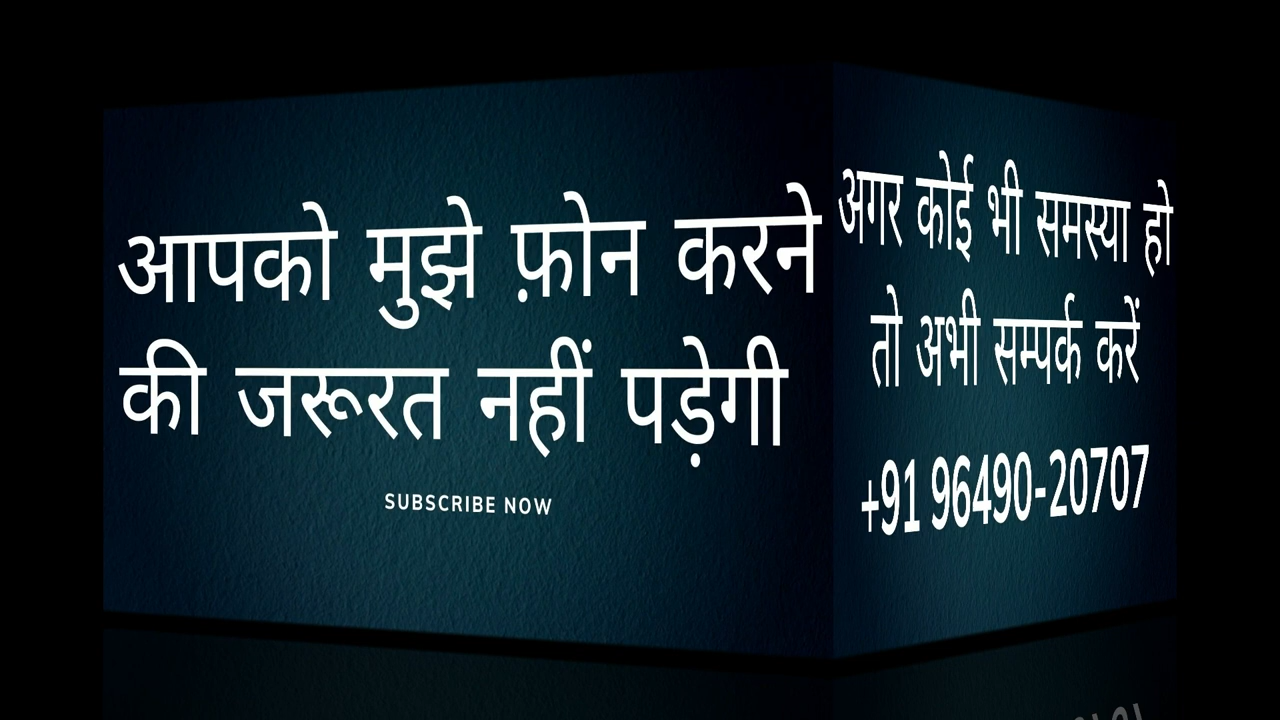 आपको मुझे फ़ोन करने
की जरूरत नहीं पड़ेगी
SUBSCRIBE NOW
अगर कोई भी समस्या हो
तो अभी सम्पर्क करें
+91 96490-20707